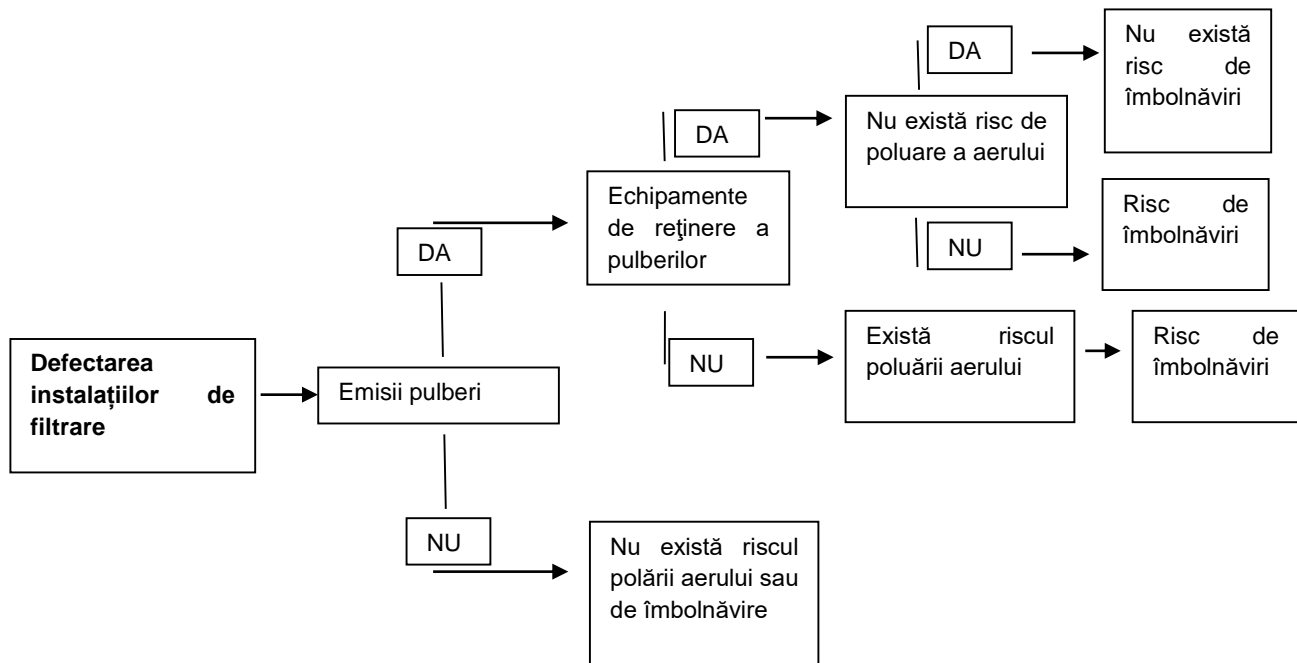 Defectarea
instalațiilor de
filtrare
Emisii pulberi
DA
Echipamente
de reţinere a
pulberilor
DA
Nu există risc de
poluare a aerului
DA
Nu există
risc de
îmbolnăviri
NU
Risc de
îmbolnăviri
NU
Există riscul
poluării aerului
Risc de
îmbolnăviri
NU
Nu există riscul
polării aerului sau
de îmbolnăvire